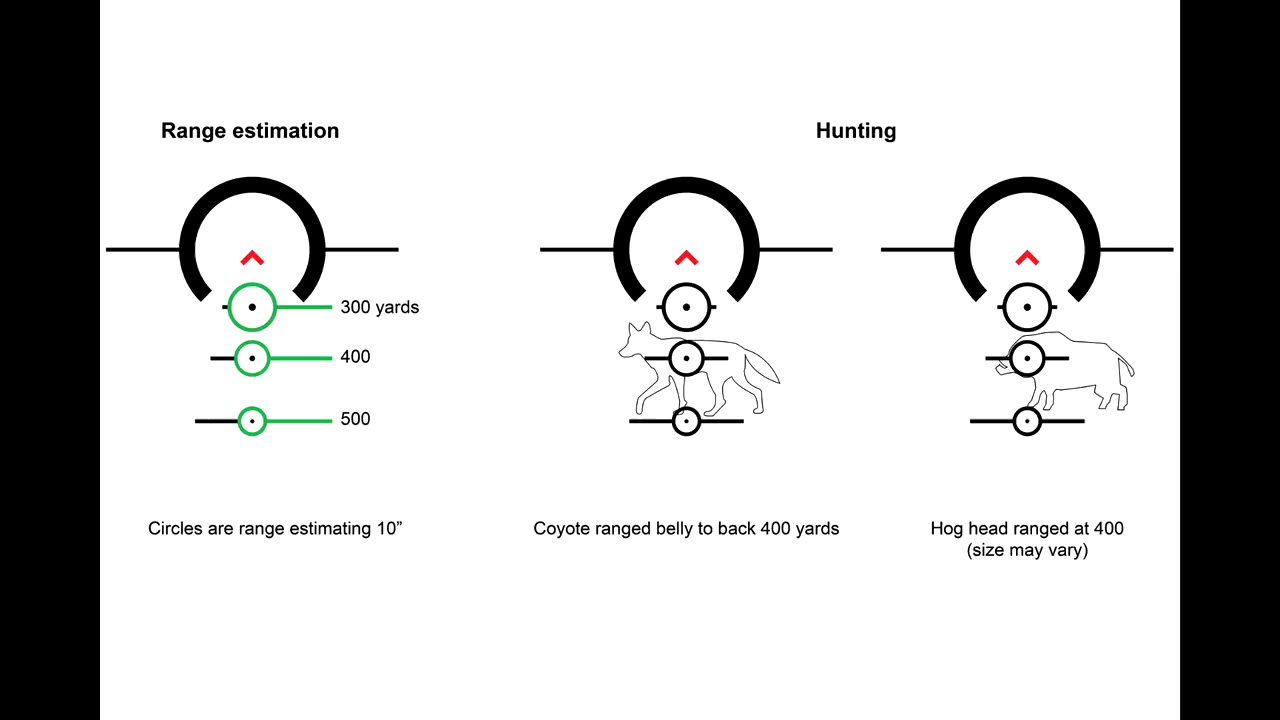 Range estimation
Hunting
300 yards
400
500
Circles are range estimating 10”
Coyote ranged belly to back 400 yards
Hog head ranged at 400
(size may vary)